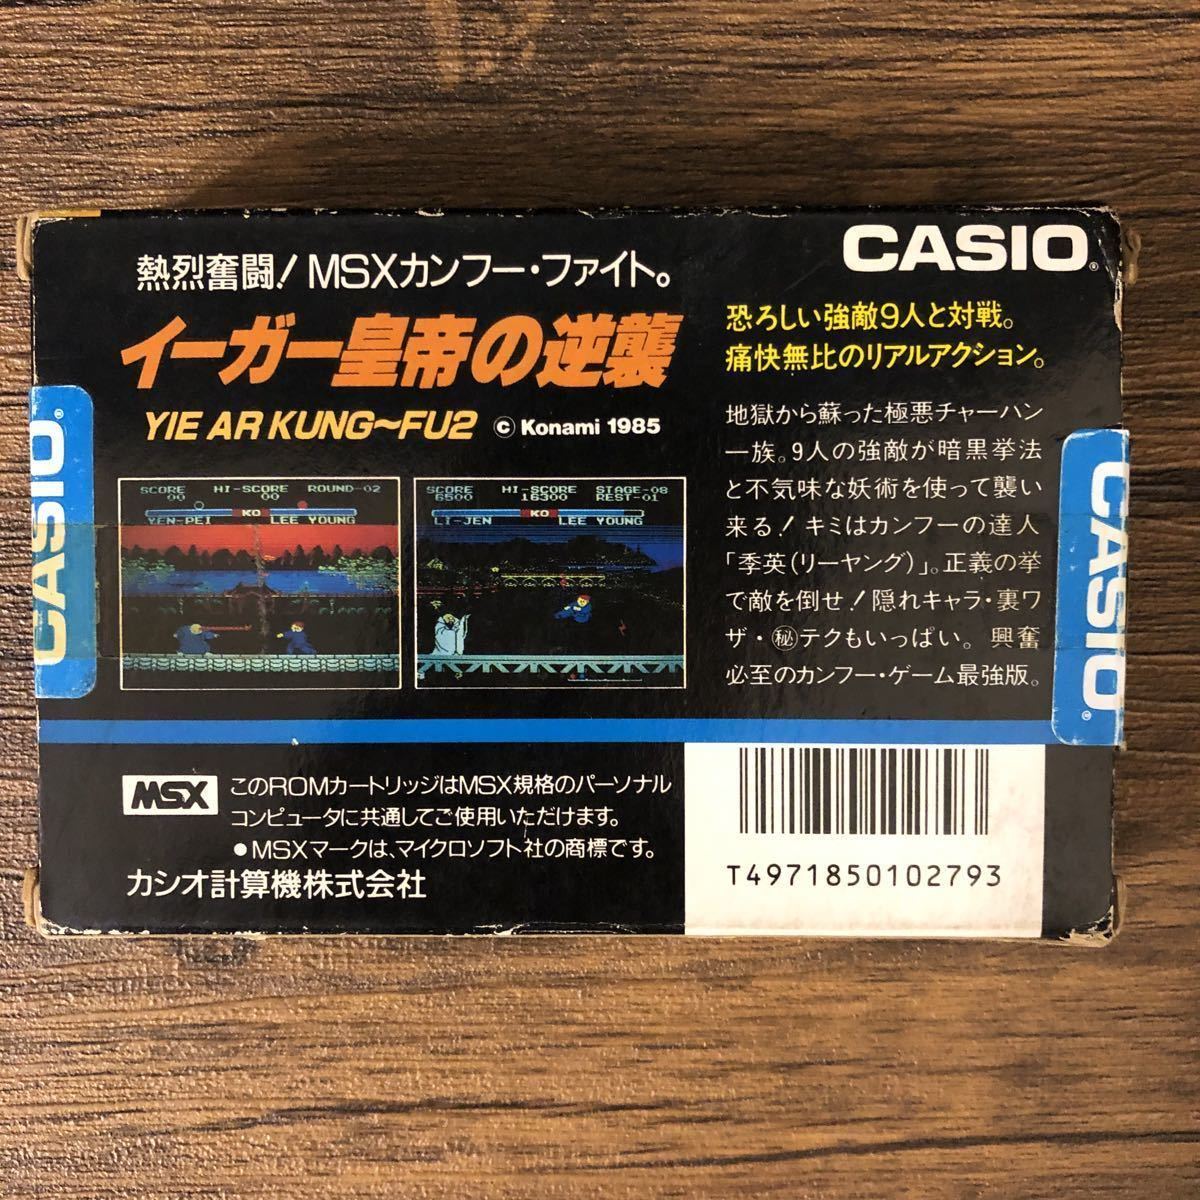 CASIO
熱烈奮闘!MSXカンフー・ファイト。
イーガー皇帝の逆襲
YIE AR KUNG~FU2 © Konami 1985
恐ろしい強敵9人と対戦。
痛快無比のリアルアクション。
地獄から蘇った極悪チャーハン
一族。9人の強敵が暗黒挙法
と不気味な妖術を使って襲い
来る!キミはカンフーの達人
「季英(リーヤング)」。正義の挙
で敵を倒せ!隠れキャラ・裏ワ
ザ・㊙テクもいっぱい。興奮
必至のカンフー・ゲーム最強版。
CASIO
CASIO
SCORE HI-SCORE ROUND-02
00 00
KO
YEN-PEI LEE YOUNG
SCORE HI-SCORE STAGE-08
6500 16300 REST-01
KO
LI-JEN LEE YOUNG
MSX
このROMカートリッジはMSX規格のパーソナル
コンピュータに共通してご使用いただけます。
●MSXマークは、マイクロソフト社の商標です。
カシオ計算機株式会社
T4971850102793